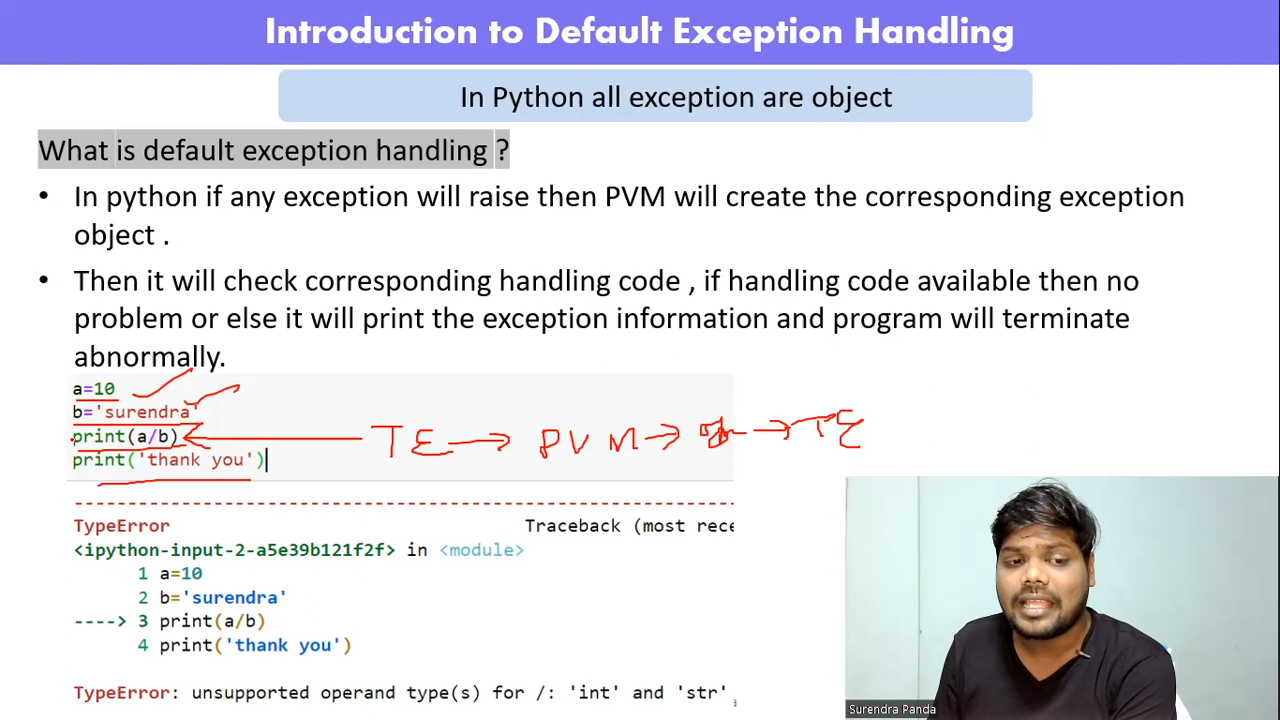 Introduction to Default Exception Handling
In Python all exception are object
What is default exception handling ?
• In python if any exception will raise then PVM will create the corresponding exception
object .
• Then it will check corresponding handling code , if handling code available then no
problem or else it will print the exception information and program will terminate
abnormally.
a=10
b='surendra'
print(a/b)
TE → PVM → → TE
print('thank you')
TypeError Traceback (most rece
<ipython-input-2-a5e39b121f2f> in <module>
1 a=10
2 b='surendra'
----> 3 print(a/b)
4 print('thank you')
TypeError: unsupported operand type(s) for /: 'int' and 'str'
Surendra Panda